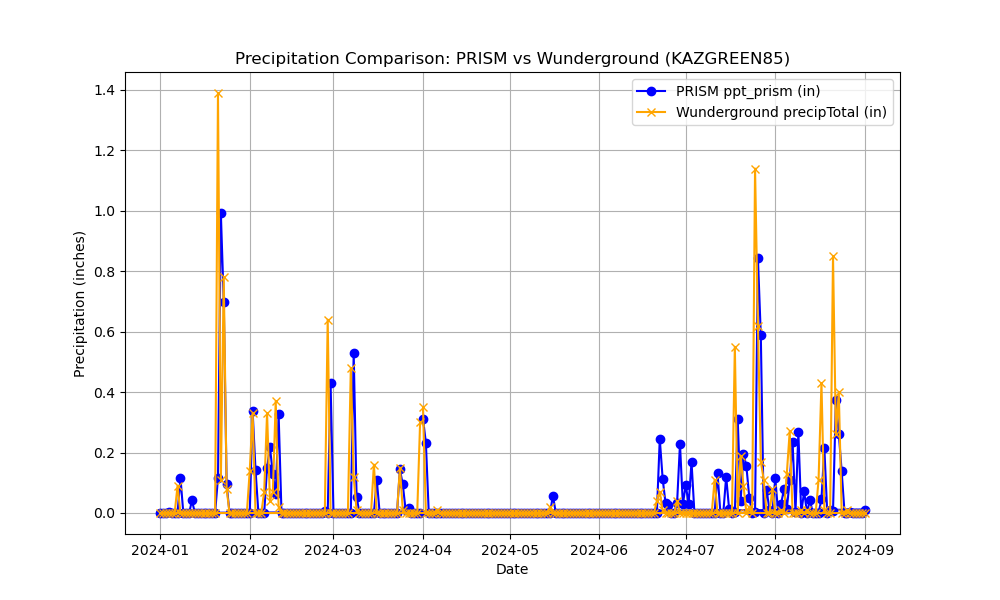 Precipitation Comparison: PRISM vs Wunderground (KAZGREEN85)
PRISM ppt_prism (in)
Wunderground precipTotal (in)
Precipitation (inches)
1.4
1.2
1.0
0.8
0.6
0.4
0.2
0.0
2024-01 2024-02 2024-03 2024-04 2024-05 2024-06 2024-07 2024-08 2024-09
Date